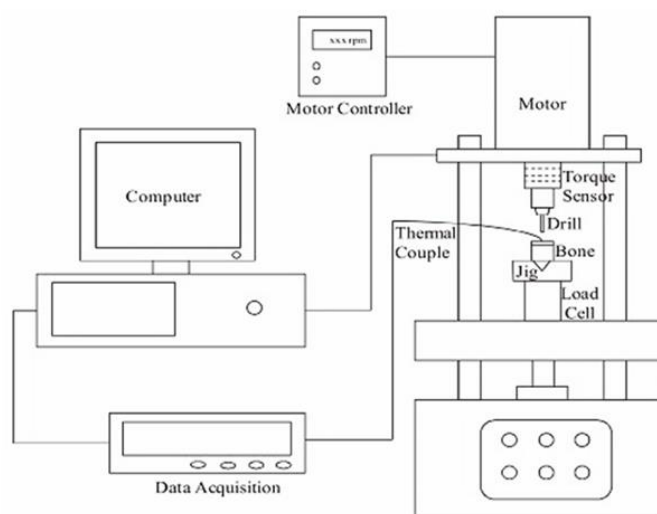 xxx rpm
Motor Controller
Motor
Computer
Torque
Sensor
Drill
Thermal
Couple
Bone
Jig
Load
Cell
Data Acquisition